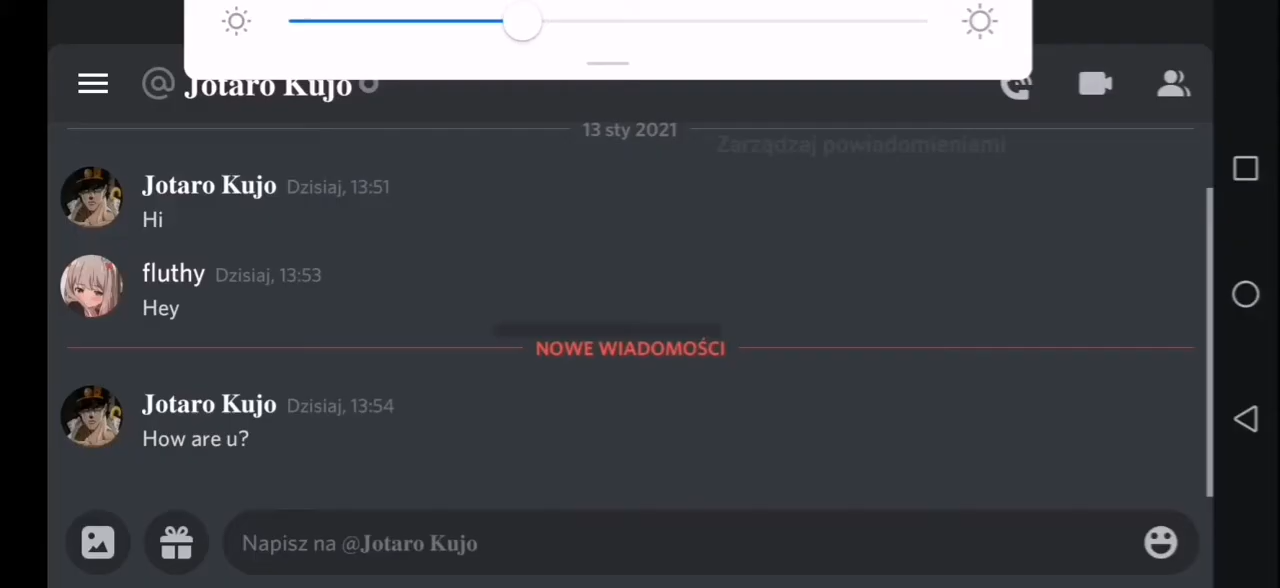 @ Jotaro Kujo
13 sty 2021
Zarządzaj powiadomieniami
Jotaro Kujo Dzisiaj, 13:51
Hi
fluthy Dzisiaj, 13:53
Hey
NOWE WIADOMOŚCI
Jotaro Kujo Dzisiaj, 13:54
How are u?
Napisz na @Jotaro Kujo